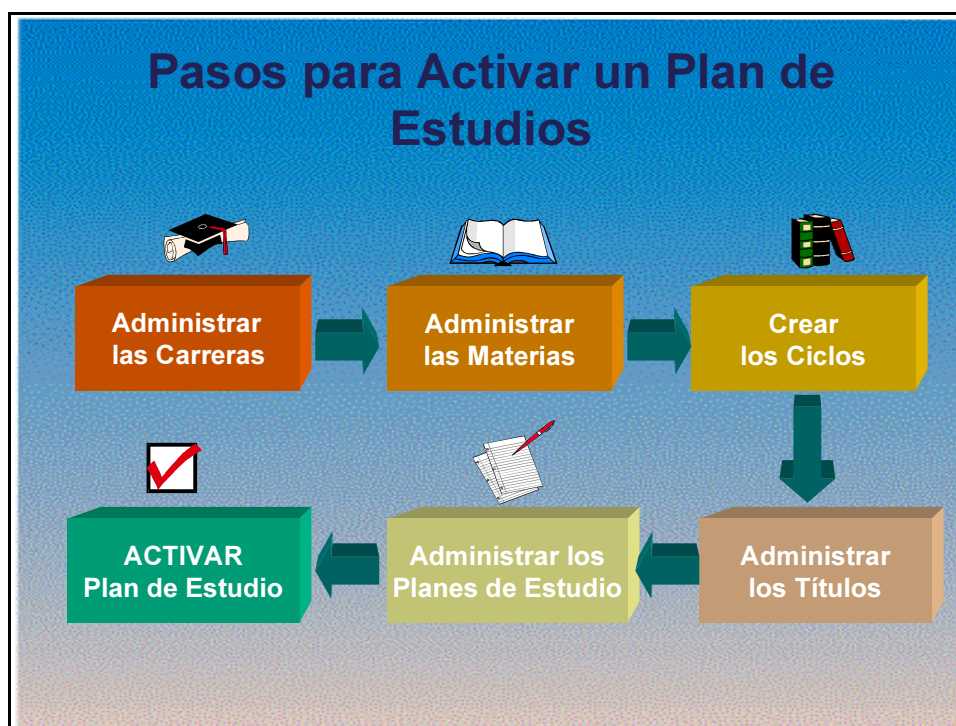 Pasos para Activar un Plan de
Estudios
Administrar
las Carreras
Administrar
las Materias
Crear
los Ciclos
Administrar
los Títulos
Administrar los
Planes de Estudio
ACTIVAR
Plan de Estudio